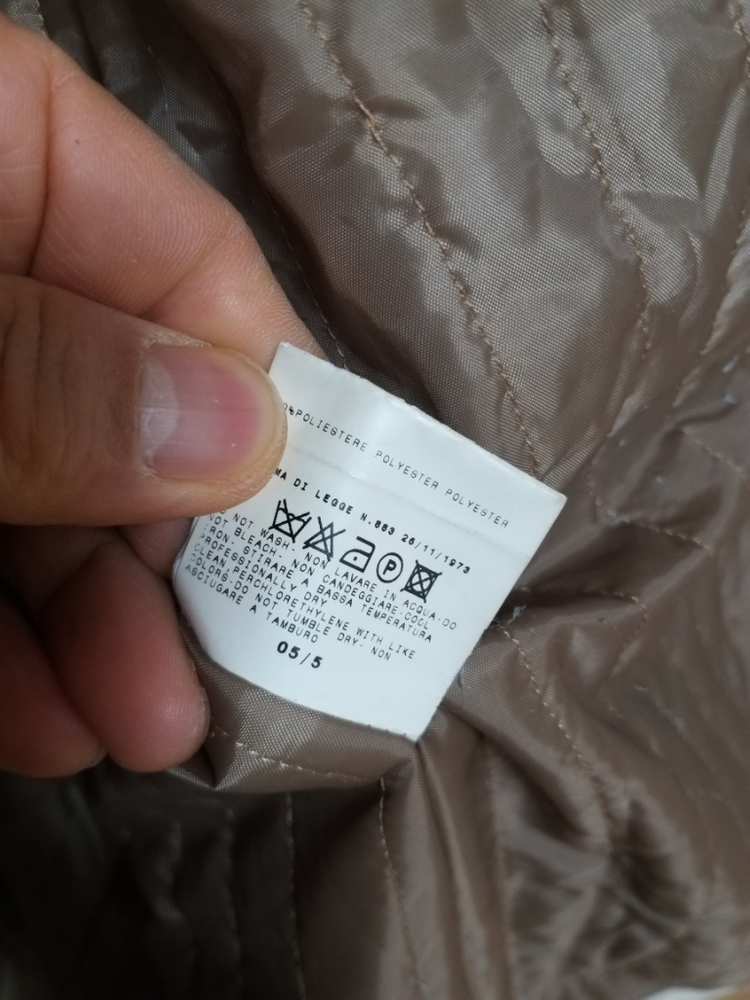 %POLIESTERE POLYESTER POLYESTER
MA DI LEGGE N.883 26/11/1973
P
NOT WASH- NON LAVARE IN ACQUA-DO
NOT BLEACH- NON CANDEGGIARE-COOL
IRON- STIRARE A BASSA TEMPERATURA
PROFESSIONALLY DRY
CLEAN,PERCHLORETHYLENE WITH LIKE
COLORS-DO NOT TUMBLE DRY- NON
ASCIUGARE A TAMBURO
05/5